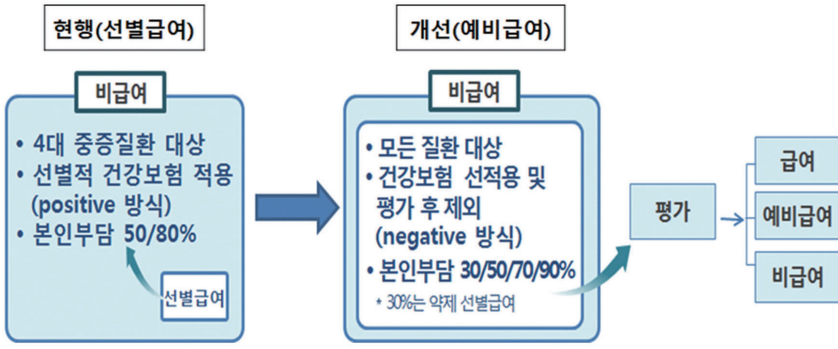 현행(선별급여)
비급여
• 4대 중증질환 대상
• 선별적 건강보험 적용
(positive 방식)
• 본인부담 50/80%
선별급여
개선(예비급여)
비급여
• 모든 질환 대상
• 건강보험 선적용 및
평가 후 제외
(negative 방식)
• 본인부담 30/50/70/90%
* 30%는 약제 선별급여
평가
급여
예비급여
비급여